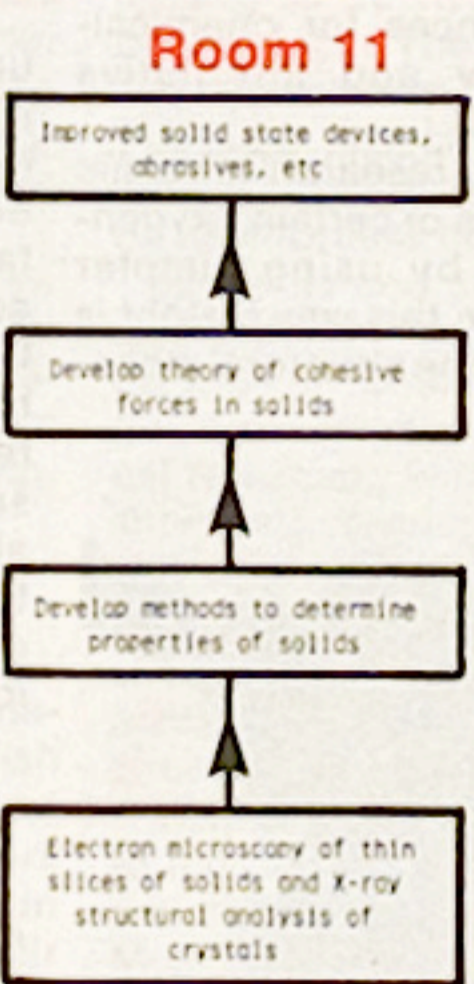 Room 11
Improved solid state devices,
abrasives, etc
Develop theory of cohesive
forces in solids
Develop methods to determine
properties of solids
Electron microscopy of thin
slices of solids and X-ray
structural analysis of
crystals